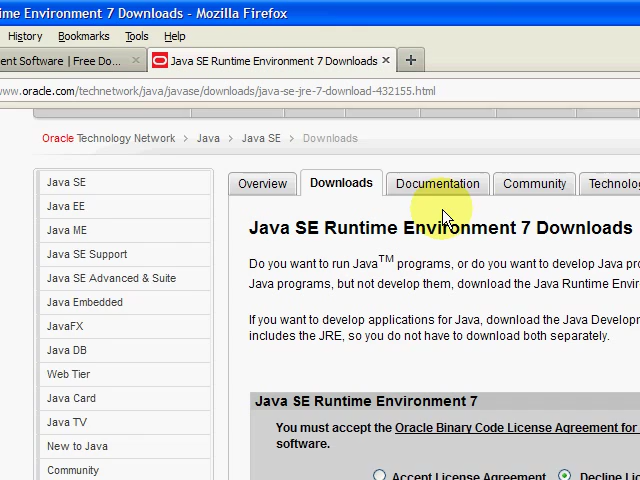 ime Environment 7 Downloads - Mozilla Firefox
History Bookmarks Tools Help
ent Software | Free Do... × Java SE Runtime Environment 7 Downloads × +
ww.oracle.com/technetwork/java/javase/downloads/java-se-jre-7-download-432155.html
Oracle Technology Network > Java > Java SE > Downloads
Java SE
Java EE
Java ME
Java SE Support
Java SE Advanced & Suite
Java Embedded
JavaFX
Java DB
Web Tier
Java Card
Java TV
New to Java
Community
Overview Downloads Documentation Community Technolog
Java SE Runtime Environment 7 Downloads
Do you want to run Java™ programs, or do you want to develop Java pro
Java programs, but not develop them, download the Java Runtime Envir
If you want to develop applications for Java, download the Java Develop
includes the JRE, so you do not have to download both separately.
Java SE Runtime Environment 7
You must accept the Oracle Binary Code License Agreement for
software.
Accept License Agreement Decline Lic